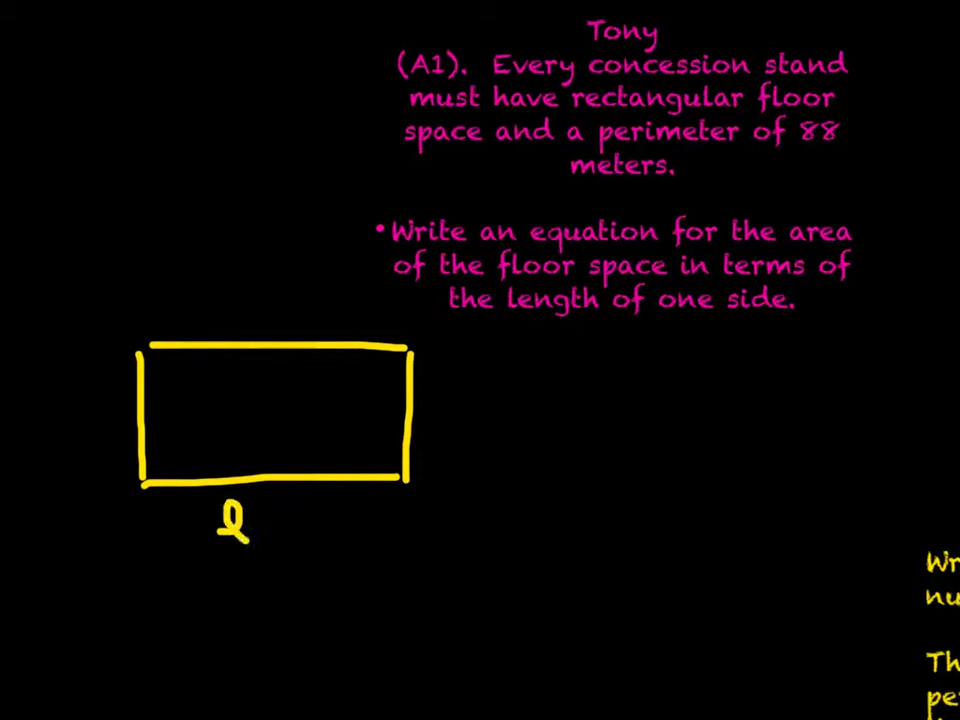 Tony
(A1). Every concession stand
must have rectangular floor
space and a perimeter of 88
meters.
• Write an equation for the area
of the floor space in terms of
the length of one side.
l